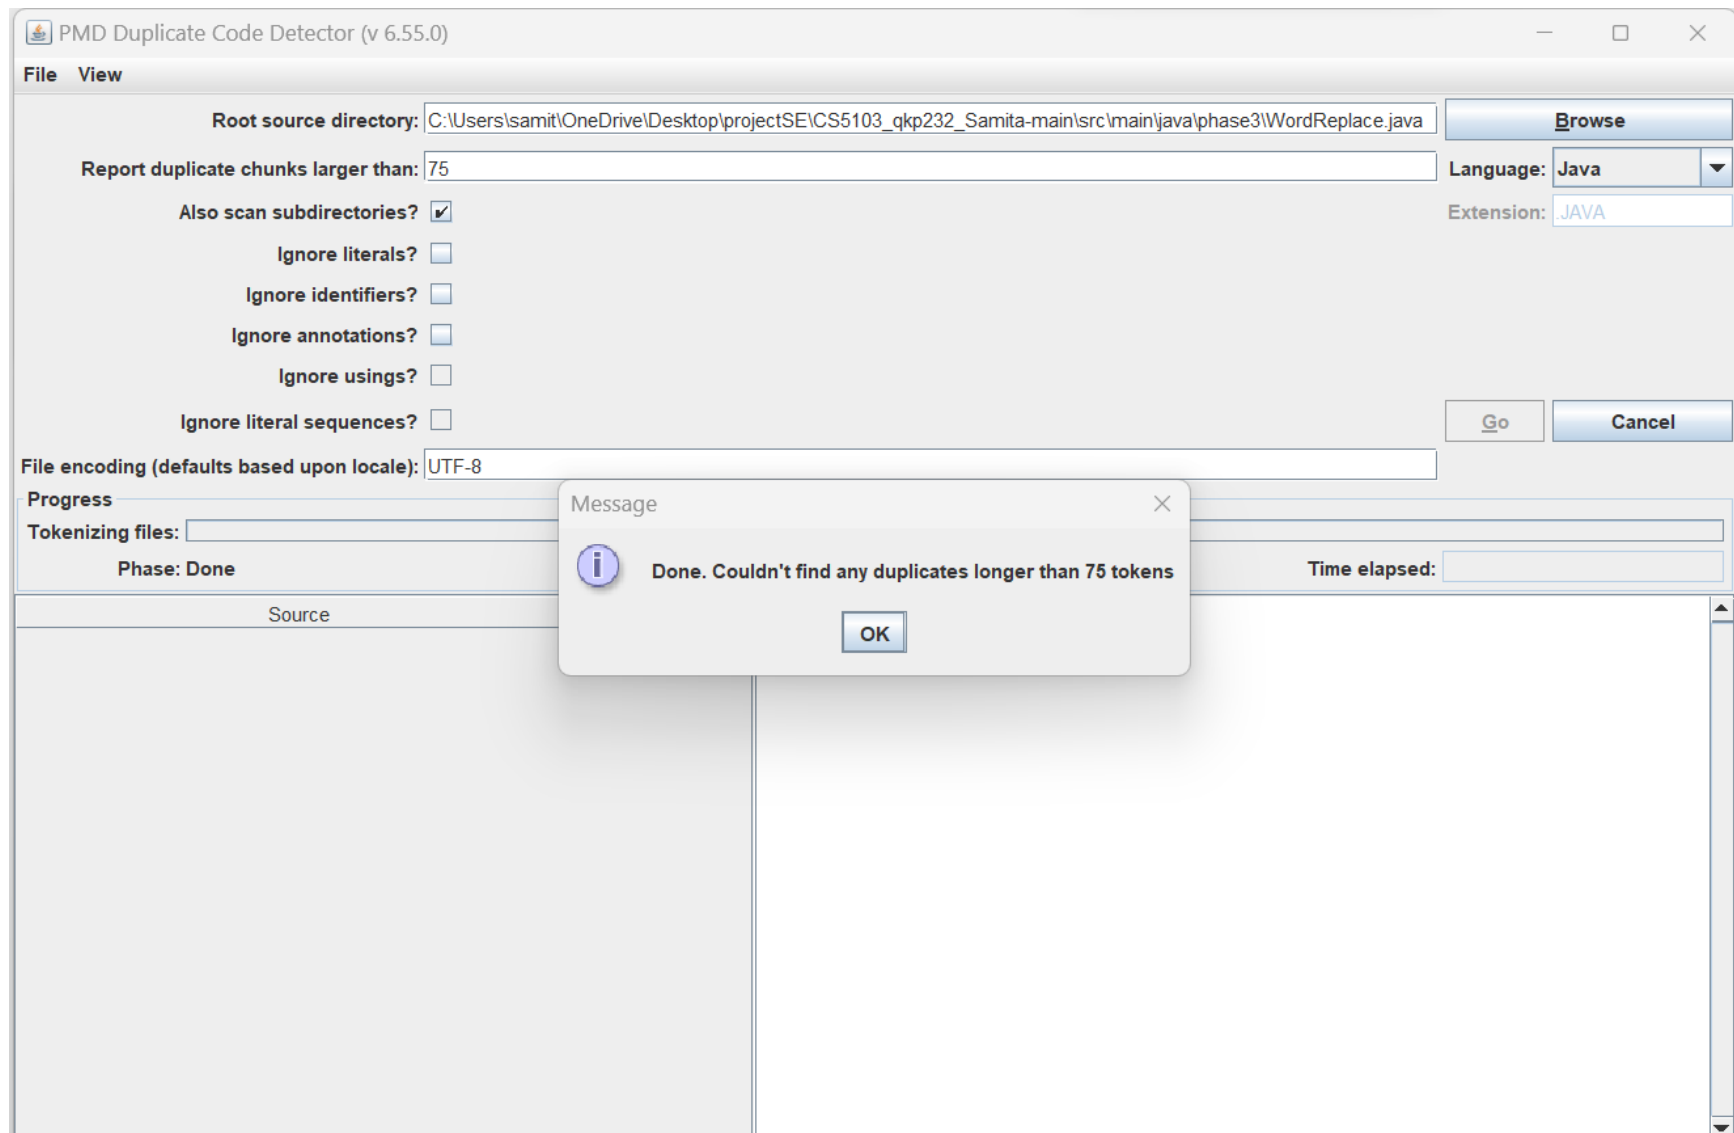 PMD Duplicate Code Detector (v 6.55.0)
File View
Root source directory: C:\Users\samit\OneDrive\Desktop\projectSE\CS5103_qkp232_Samita-main\src\main\java\phase3\WordReplace.java Browse
Report duplicate chunks larger than: 75 Language: Java
Also scan subdirectories? Extension: .JAVA
Ignore literals?
Ignore identifiers?
Ignore annotations?
Ignore usings?
Ignore literal sequences? Go Cancel
File encoding (defaults based upon locale): UTF-8
Progress
Tokenizing files:
Phase: Done Time elapsed:
Source
Message
Done. Couldn't find any duplicates longer than 75 tokens
OK